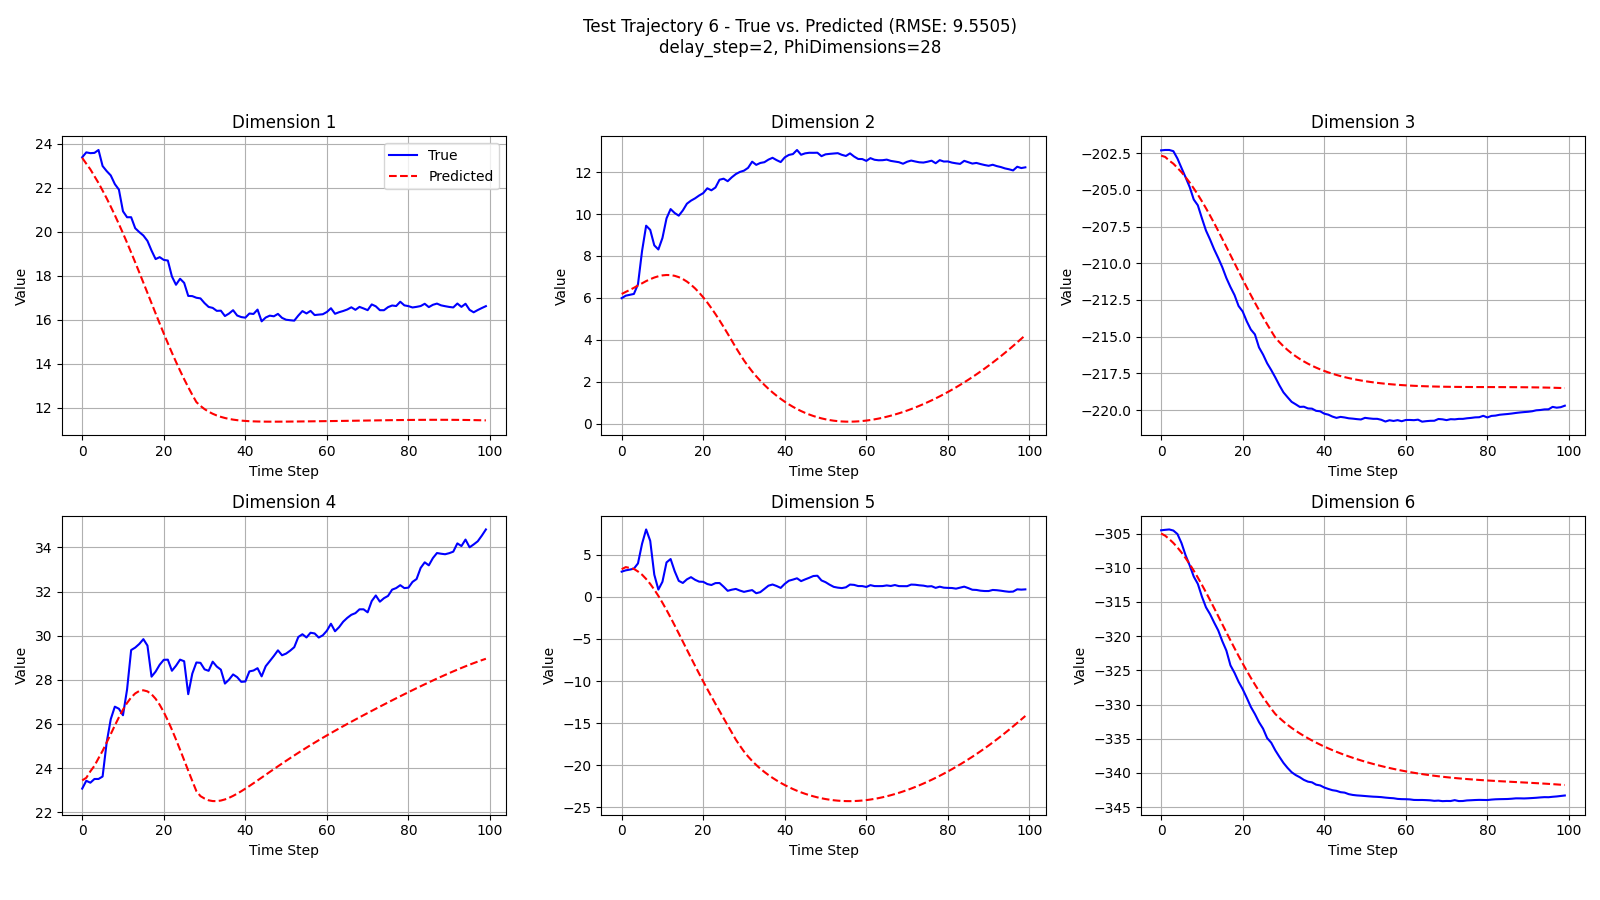 Test Trajectory 6 - True vs. Predicted (RMSE: 9.5505)
delay_step=2, PhiDimensions=28
Dimension 1
Value
24
22
20
18
16
14
12
True
Predicted
0 20 40 60 80 100
Time Step
Dimension 2
Value
12
10
8
6
4
2
0
0 20 40 60 80 100
Time Step
Dimension 3
Value
−202.5
−205.0
−207.5
−210.0
−212.5
−215.0
−217.5
−220.0
0 20 40 60 80 100
Time Step
Dimension 4
Value
34
32
30
28
26
24
22
0 20 40 60 80 100
Time Step
Dimension 5
Value
5
0
−5
−10
−15
−20
−25
0 20 40 60 80 100
Time Step
Dimension 6
Value
−305
−310
−315
−320
−325
−330
−335
−340
−345
0 20 40 60 80 100
Time Step